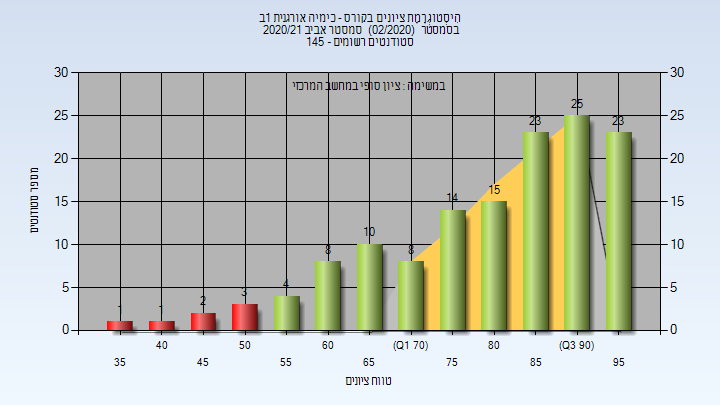 היסטוגרמת ציונים בקורס - כימיה אורגנית 1ב
בסמסטר (02/2020) סמסטר אביב 2020/21
סטודנטים רשומים - 145
במשימה : ציון סופי במחשב המרכזי
30 30
25 25
20 20
15 15
10 10
5 5
0 0
1 1 2 3 4 8 10 8 14 15 23 25 23
מספר סטודנטים
40 50 60 (Q1 70) 80 (Q3 90)
35 45 55 65 75 85 95
טווח ציונים